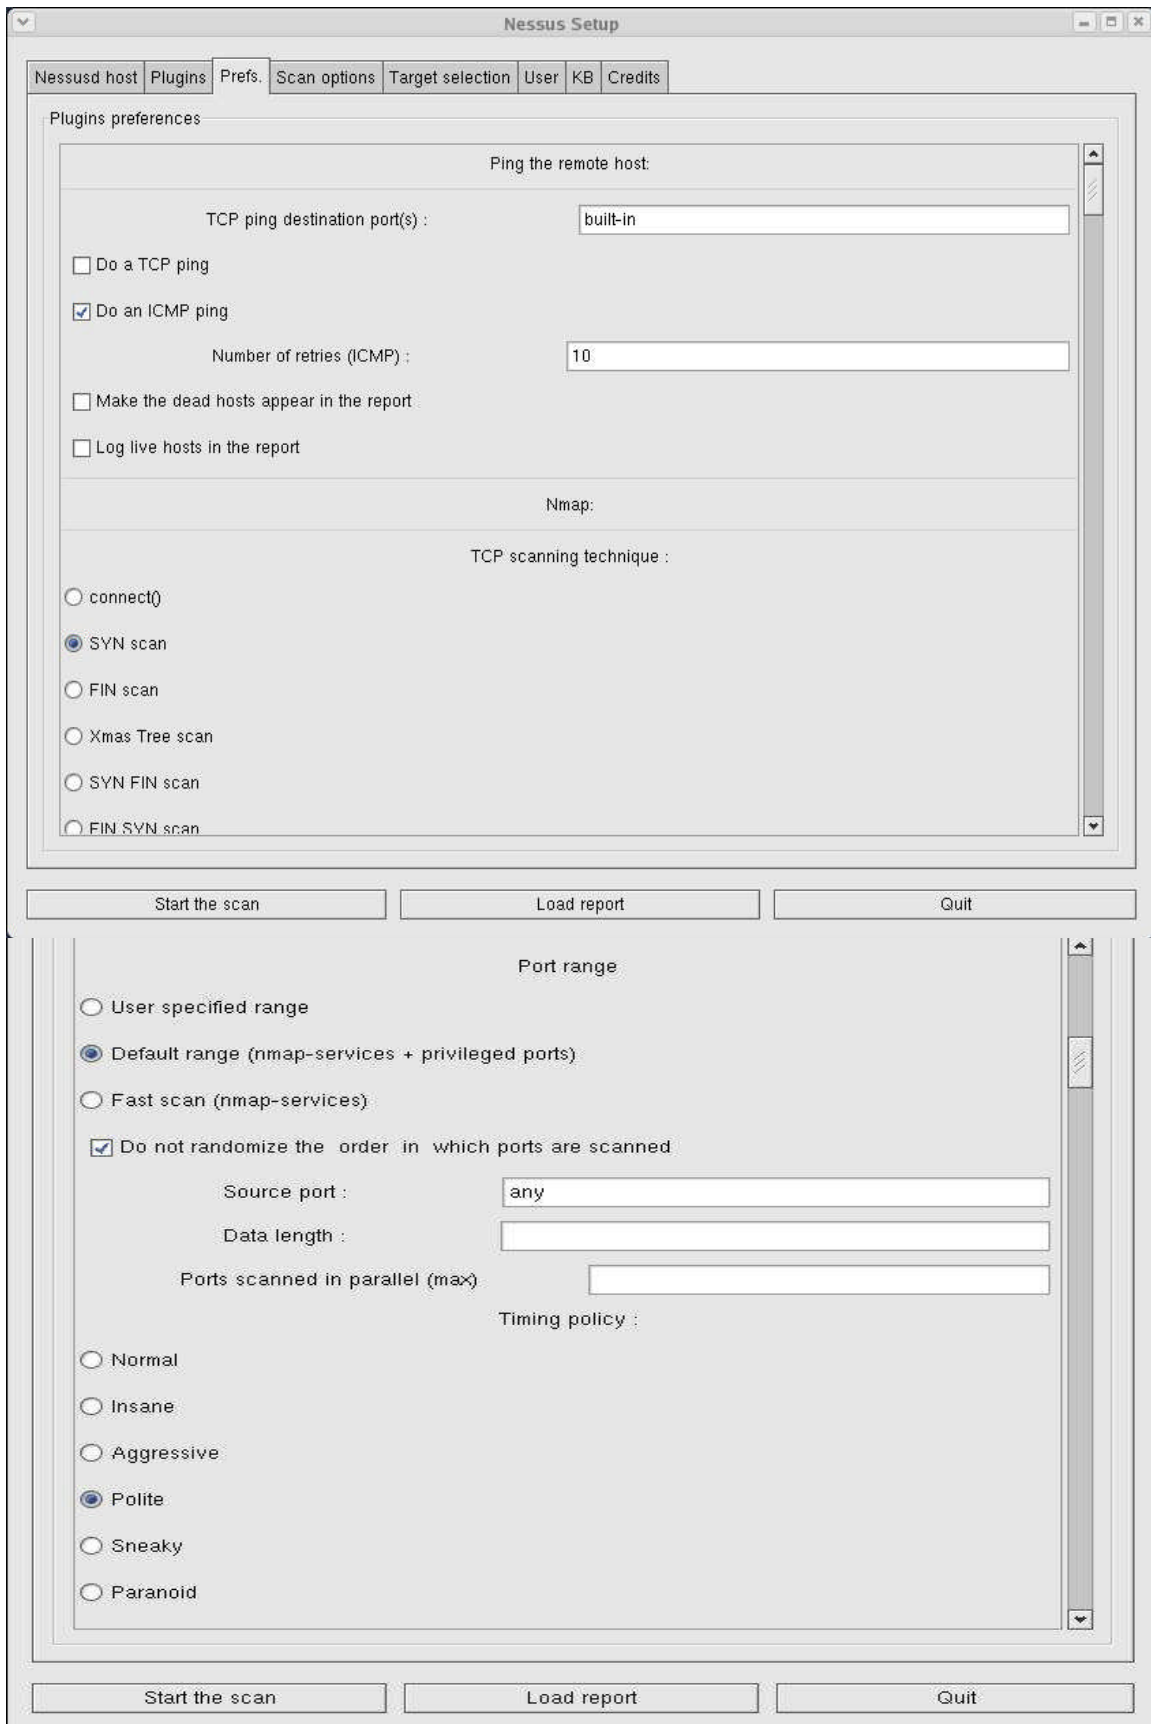 Nessus Setup
Nessusd host Plugins Prefs. Scan options Target selection User KB Credits
Plugins preferences
Ping the remote host:
TCP ping destination port(s) : built-in
Do a TCP ping
Do an ICMP ping
Number of retries (ICMP) : 10
Make the dead hosts appear in the report
Log live hosts in the report
Nmap:
TCP scanning technique :
connect()
SYN scan
FIN scan
Xmas Tree scan
SYN FIN scan
FIN SYN scan
Start the scan Load report Quit
Port range
User specified range
Default range (nmap-services + privileged ports)
Fast scan (nmap-services)
Do not randomize the order in which ports are scanned
Source port : any
Data length :
Ports scanned in parallel (max)
Timing policy :
Normal
Insane
Aggressive
Polite
Sneaky
Paranoid
Start the scan Load report Quit